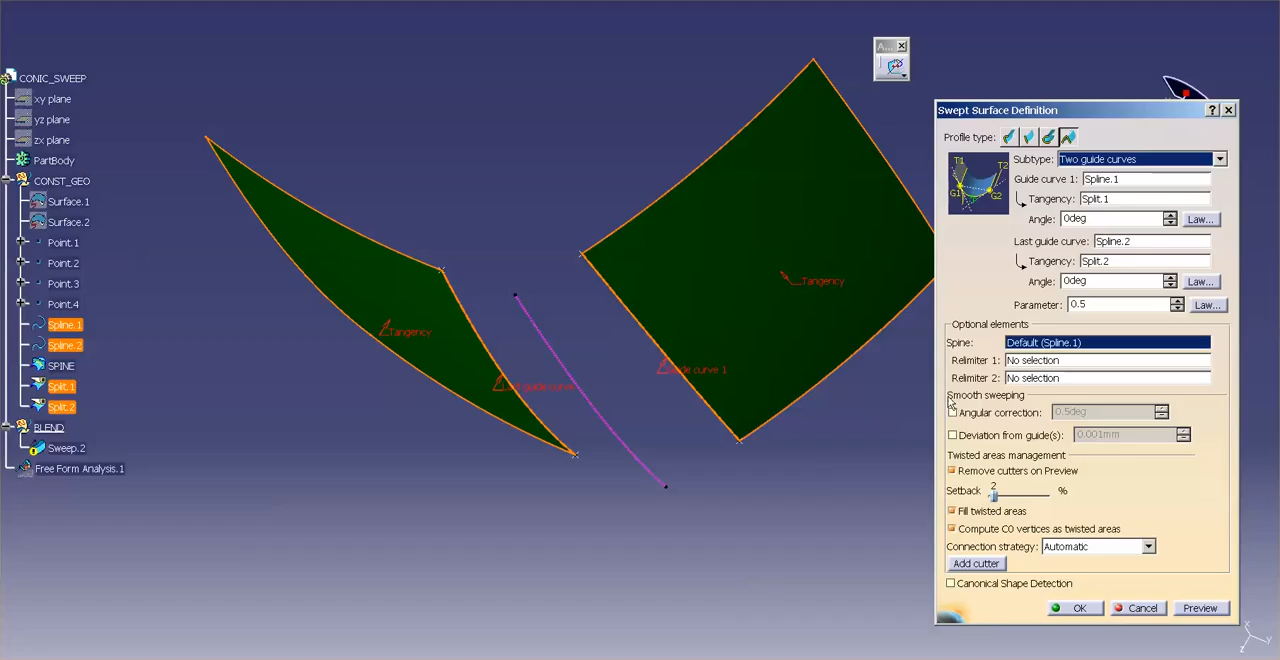 CONIC_SWEEP
xy plane
yz plane
zx plane
PartBody
CONST_GEO
Surface.1
Surface.2
Point.1
Point.2
Point.3
Point.4
Spline.1
Spline.2
SPINE
Split.1
Split.2
BLEND
Sweep.2
Free Form Analysis.1
Tangency
Tangency
guide curve
curve 1
A...
Swept Surface Definition
Profile type:
T1
T2
G1
G2
Subtype: Two guide curves
Guide curve 1: Spline.1
Tangency: Split.1
Angle: 0deg Law...
Last guide curve: Spline.2
Tangency: Split.2
Angle: 0deg Law...
Parameter: 0.5 Law...
Optional elements
Spine: Default (Spline.1)
Relimiter 1: No selection
Relimiter 2: No selection
Smooth sweeping
Angular correction: 0.5deg
Deviation from guide(s): 0.001mm
Twisted areas management
Remove cutters on Preview
Setback 2 %
Fill twisted areas
Compute C0 vertices as twisted areas
Connection strategy: Automatic
Add cutter
Canonical Shape Detection
OK Cancel Preview
x
y
z